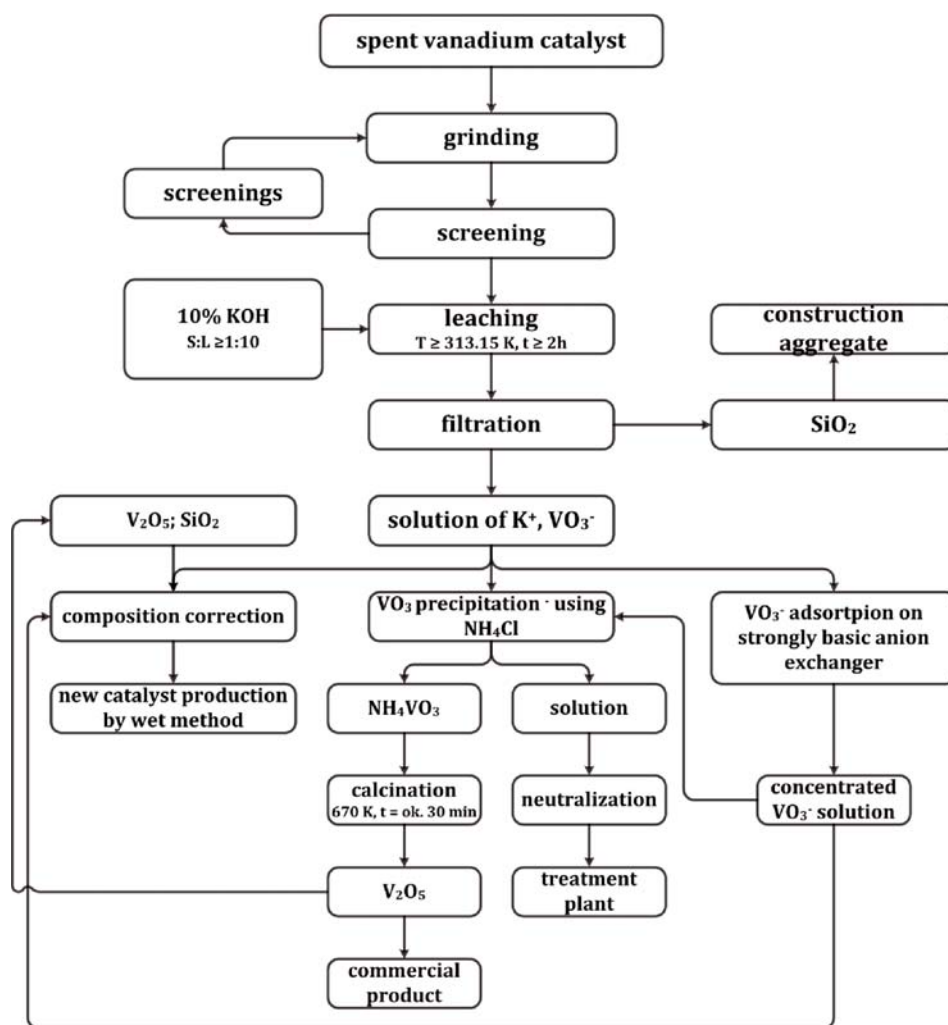 spent vanadium catalyst
grinding
screenings
screening
10% KOH
S:L ≥1:10
leaching
T ≥ 313.15 K, t ≥ 2h
construction
aggregate
filtration
SiO₂
V₂O₅; SiO₂
solution of K⁺, VO₃⁻
composition correction
VO₃ precipitation ⁻ using
NH₄Cl
VO₃⁻ adsortpion on
strongly basic anion
exchanger
new catalyst production
by wet method
NH₄VO₃
solution
calcination
670 K, t = ok. 30 min
neutralization
concentrated
VO₃⁻ solution
V₂O₅
treatment
plant
commercial
product